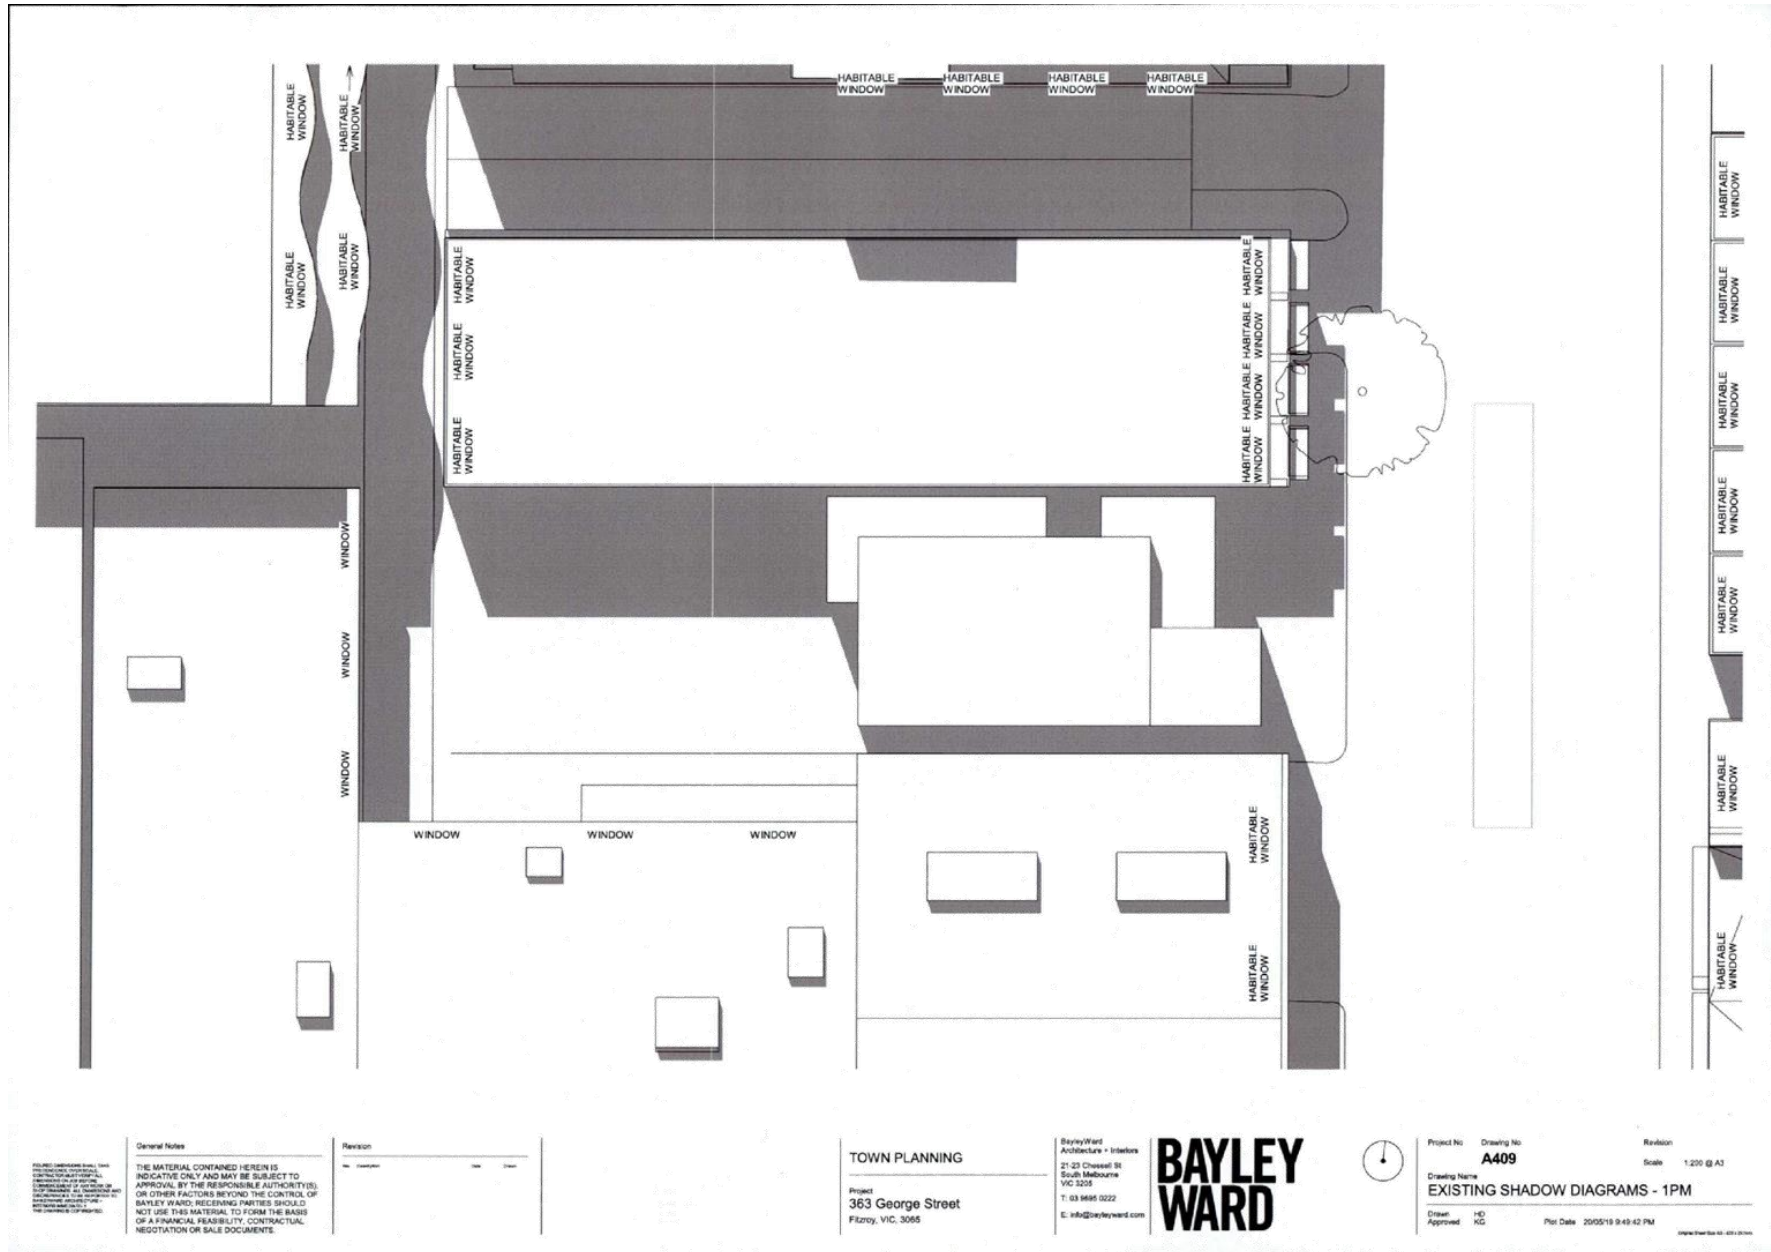 HABITABLE
WINDOW
HABITABLE
WINDOW
HABITABLE
WINDOW
HABITABLE
WINDOW
HABITABLE
WINDOW
HABITABLE
WINDOW
HABITABLE
WINDOW
HABITABLE
WINDOW
HABITABLE
WINDOW
HABITABLE
WINDOW
HABITABLE
WINDOW
HABITABLE
WINDOW
HABITABLE
WINDOW
HABITABLE
WINDOW
HABITABLE
WINDOW
HABITABLE
WINDOW
HABITABLE
WINDOW
HABITABLE
WINDOW
HABITABLE
WINDOW
HABITABLE
WINDOW
HABITABLE
WINDOW
HABITABLE
WINDOW
WINDOW
WINDOW
WINDOW
WINDOW
WINDOW
WINDOW
HABITABLE
WINDOW
HABITABLE
WINDOW
General Notes
THE MATERIAL CONTAINED HEREIN IS
INDICATIVE ONLY AND MAY BE SUBJECT TO
APPROVAL BY THE RESPONSIBLE AUTHORITY(S).
OR OTHER FACTORS BEYOND THE CONTROL OF
BAYLEY WARD; RECEIVING PARTIES SHOULD
NOT USE THIS MATERIAL TO FORM THE BASIS
OF A FINANCIAL FEASIBILITY, CONTRACTUAL
NEGOTIATION OR SALE DOCUMENTS.
Revision
No. Description Date Drawn
TOWN PLANNING
Project
363 George Street
Fitzroy, VIC, 3065
BayleyWard
Architecture + Interiors
21-23 Chessell St
South Melbourne
VIC 3205
T: 03 9695 0222
E: info@bayleyward.com
BAYLEY
WARD
Project No Drawing No Revision
A409
Scale 1:200 @ A3
Drawing Name
EXISTING SHADOW DIAGRAMS - 1PM
Drawn HD
Approved KG
Plot Date 20/05/19 9:49:42 PM